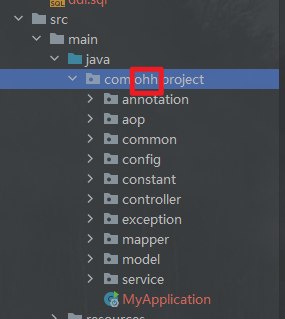 ddl.sql
src
main
java
com.ohh.project
annotation
aop
common
config
constant
controller
exception
mapper
model
service
MyApplication
resources